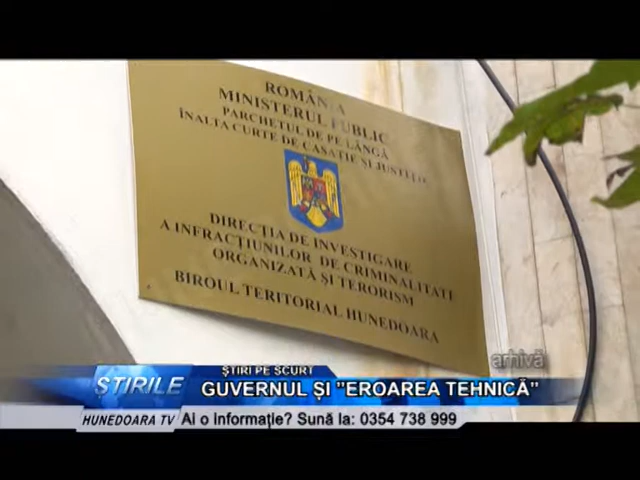 ROMÂNIA
MINISTERUL PUBLIC
PARCHETUL DE PE LÂNGĂ
ÎNALTA CURTE DE CASAȚIE ȘI JUSTIȚIE
DIRECȚIA DE INVESTIGARE
A INFRACȚIUNILOR DE CRIMINALITATE
ORGANIZATĂ ȘI TERORISM
BIROUL TERITORIAL HUNEDOARA
arhivă
ȘTIRI PE SCURT
ȘTIRILE
GUVERNUL ȘI "EROAREA TEHNICĂ"
HUNEDOARA TV
Ai o informație? Sună la: 0354 738 999